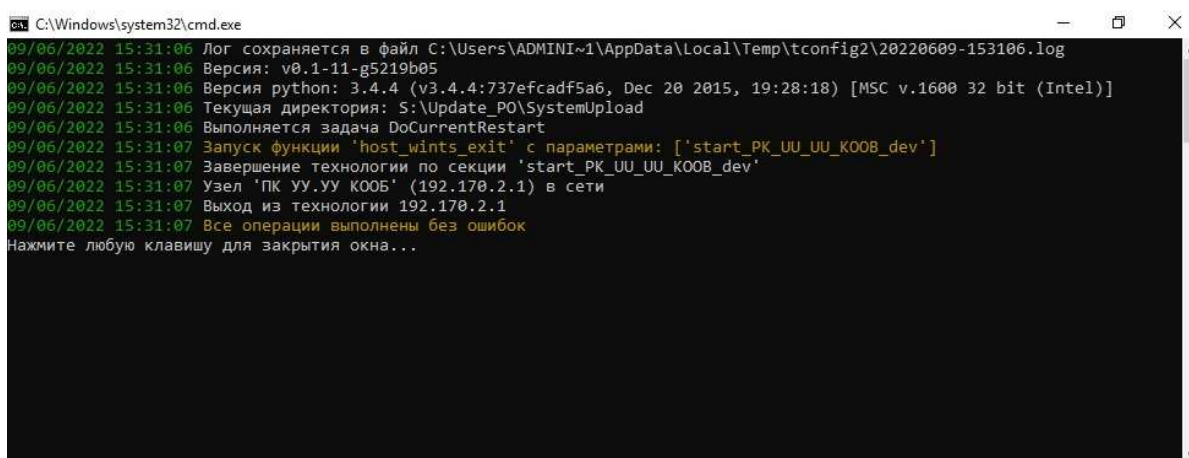 C:\Windows\system32\cmd.exe
09/06/2022 15:31:06 Лог сохраняется в файл C:\Users\ADMINI~1\AppData\Local\Temp\tconfig2\20220609-153106.log
09/06/2022 15:31:06 Версия: v0.1-11-g5219b05
09/06/2022 15:31:06 Версия python: 3.4.4 (v3.4.4:737efcadf5a6, Dec 20 2015, 19:28:18) [MSC v.1600 32 bit (Intel)]
09/06/2022 15:31:06 Текущая директория: S:\Update_PO\SystemUpload
09/06/2022 15:31:06 Выполняется задача DoCurrentRestart
09/06/2022 15:31:07 Запуск функции 'host_wints_exit' с параметрами: ['start_PK_UU_UU_KOOB_dev']
09/06/2022 15:31:07 Завершение технологии по секции 'start_PK_UU_UU_KOOB_dev'
09/06/2022 15:31:07 Узел 'ПК УУ.УУ КООБ' (192.170.2.1) в сети
09/06/2022 15:31:07 Выход из технологии 192.170.2.1
09/06/2022 15:31:07 Все операции выполнены без ошибок
Нажмите любую клавишу для закрытия окна...